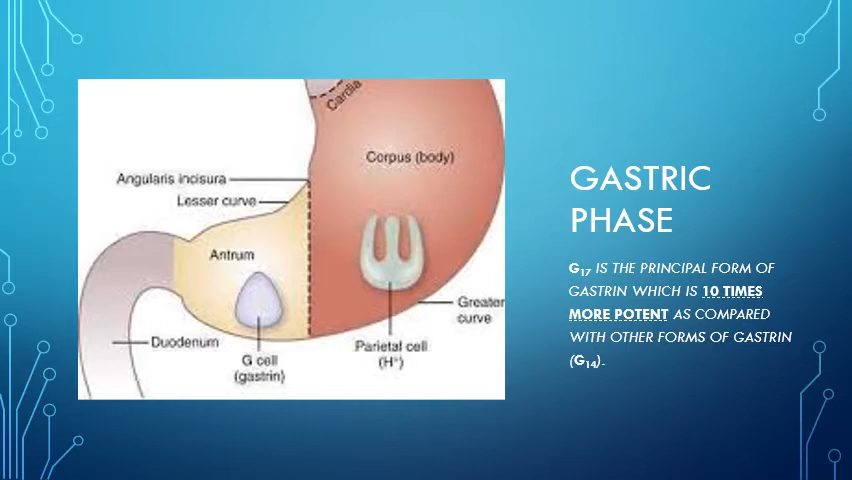 Cardia
Corpus (body)
Angularis incisura
Lesser curve
Antrum
Greater
curve
Duodenum
G cell
(gastrin)
Parietal cell
(H⁺)
GASTRIC
PHASE
G₁₇ IS THE PRINCIPAL FORM OF
GASTRIN WHICH IS 10 TIMES
MORE POTENT AS COMPARED
WITH OTHER FORMS OF GASTRIN
(G₁₄).